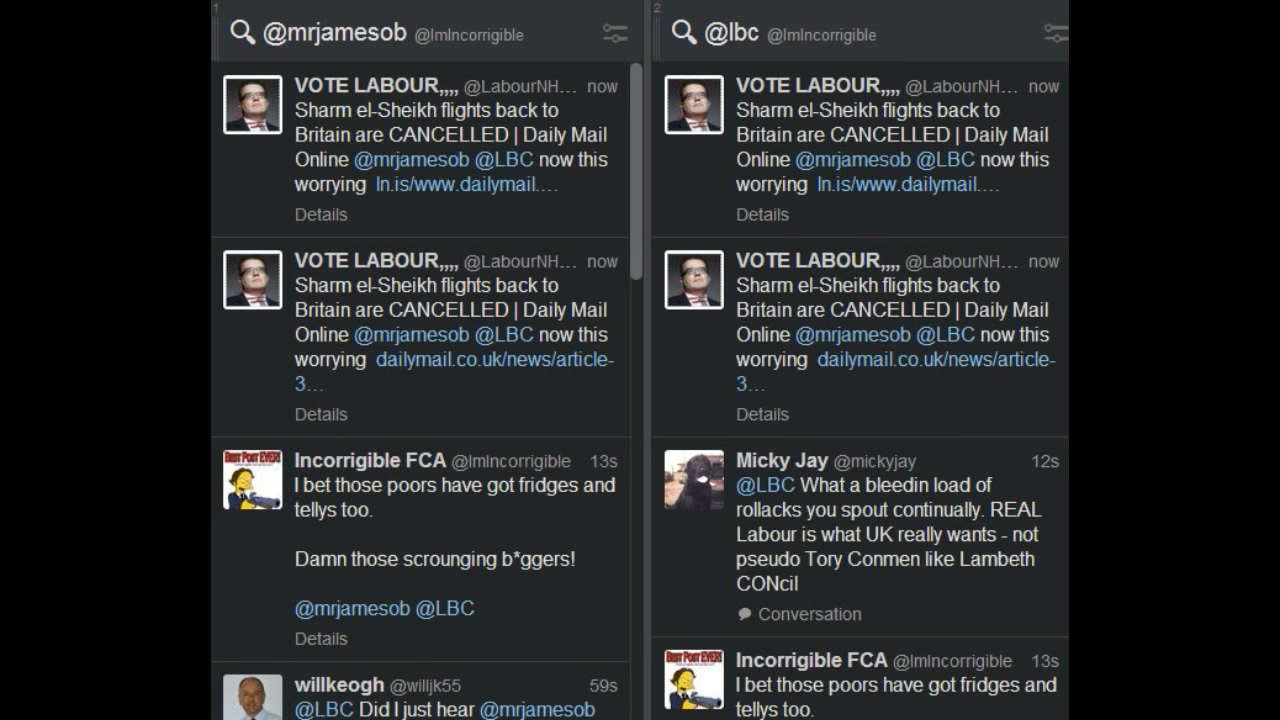 1
@mrjamesob @ImIncorrigible
VOTE LABOUR,,,, @LabourNH... now
Sharm el-Sheikh flights back to
Britain are CANCELLED | Daily Mail
Online @mrjamesob @LBC now this
worrying ln.is/www.dailymail....
Details
VOTE LABOUR,,,, @LabourNH... now
Sharm el-Sheikh flights back to
Britain are CANCELLED | Daily Mail
Online @mrjamesob @LBC now this
worrying dailymail.co.uk/news/article-
3...
Details
BEST POST EVER!
Incorrigible FCA @ImIncorrigible 13s
I bet those poors have got fridges and
tellys too.
Damn those scrounging b*ggers!
@mrjamesob @LBC
Details
willkeogh @willjk55 59s
@LBC Did I just hear @mrjamesob
2
@lbc @ImIncorrigible
VOTE LABOUR,,,, @LabourNH... now
Sharm el-Sheikh flights back to
Britain are CANCELLED | Daily Mail
Online @mrjamesob @LBC now this
worrying ln.is/www.dailymail....
Details
VOTE LABOUR,,,, @LabourNH... now
Sharm el-Sheikh flights back to
Britain are CANCELLED | Daily Mail
Online @mrjamesob @LBC now this
worrying dailymail.co.uk/news/article-
3...
Details
Micky Jay @mickyjay 12s
@LBC What a bleedin load of
rollacks you spout continually. REAL
Labour is what UK really wants - not
pseudo Tory Conmen like Lambeth
CONcil
Conversation
BEST POST EVER!
Incorrigible FCA @ImIncorrigible 13s
I bet those poors have got fridges and
tellys too.